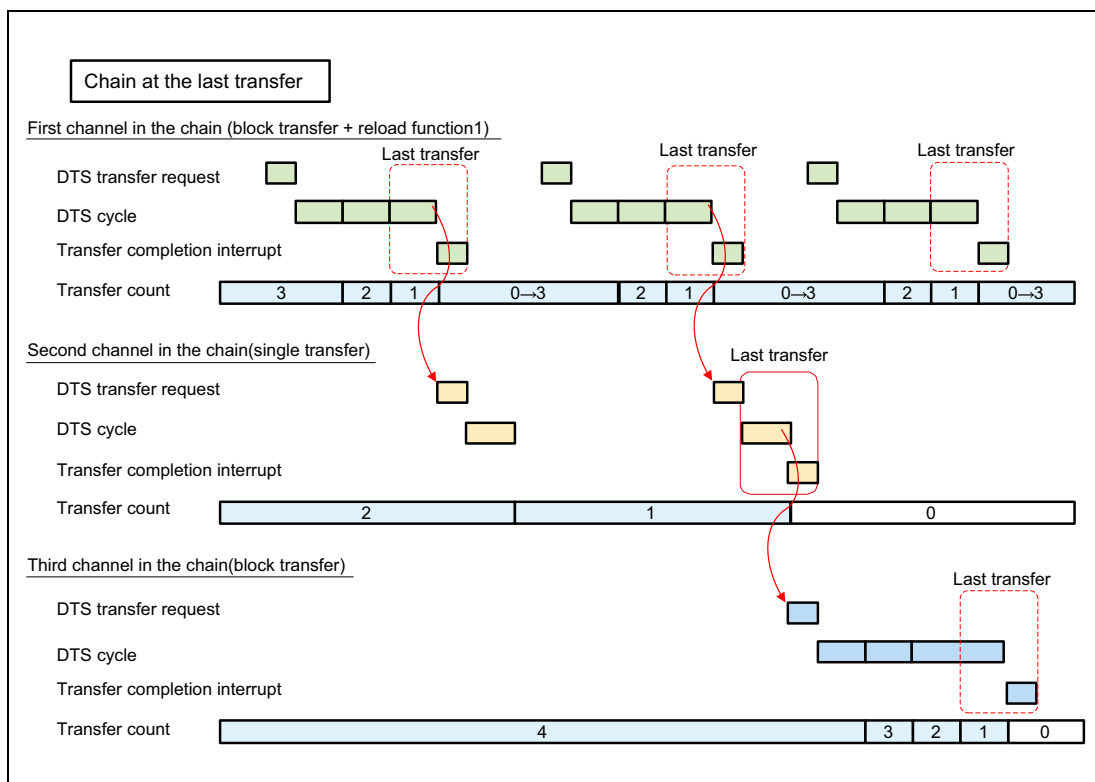 Chain at the last transfer
First channel in the chain (block transfer + reload function1)
Last transfer Last transfer Last transfer
DTS transfer request
DTS cycle
Transfer completion interrupt
Transfer count 3 2 1 0→3 2 1 0→3 2 1 0→3
Second channel in the chain(single transfer)
Last transfer
DTS transfer request
DTS cycle
Transfer completion interrupt
Transfer count
2 1 0
Third channel in the chain(block transfer)
Last transfer
DTS transfer request
DTS cycle
Transfer completion interrupt
Transfer count 4 3 2 1 0